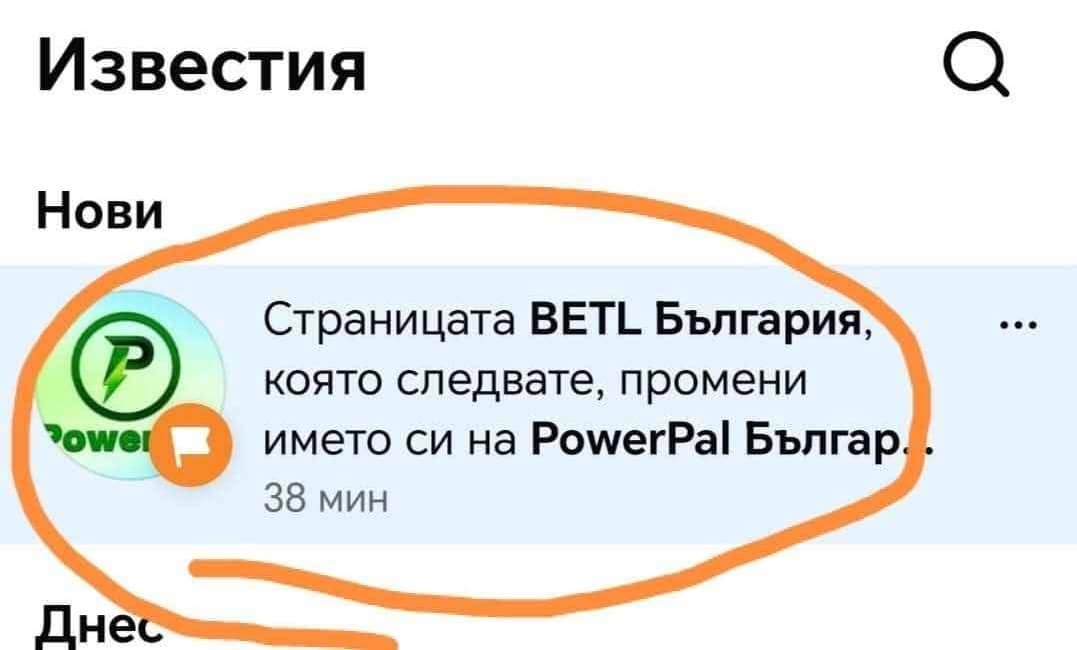 Известия
Нови
Страницата BETL България,
която следвате, промени
името си на PowerPal Българ...
38 мин
P
Power
Днес